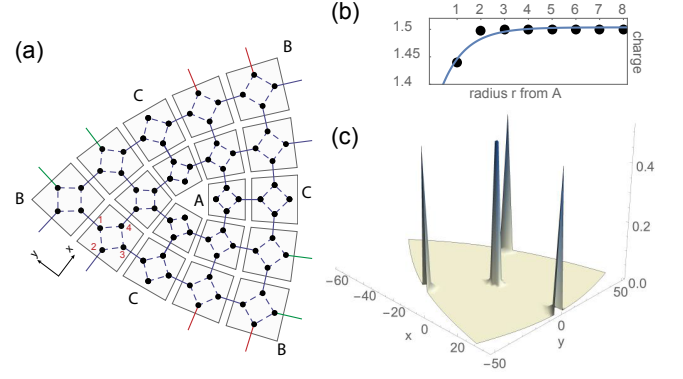 (a)
B
C
A
C
B
1
4
2
3
y
x
C
B
(b)
1 2 3 4 5 6 7 8
1.5
1.45
1.4
charge
radius r from A
(c)
0.4
0.2
0.0
−60
−40
−20
0
20
x
−50
0
50
y